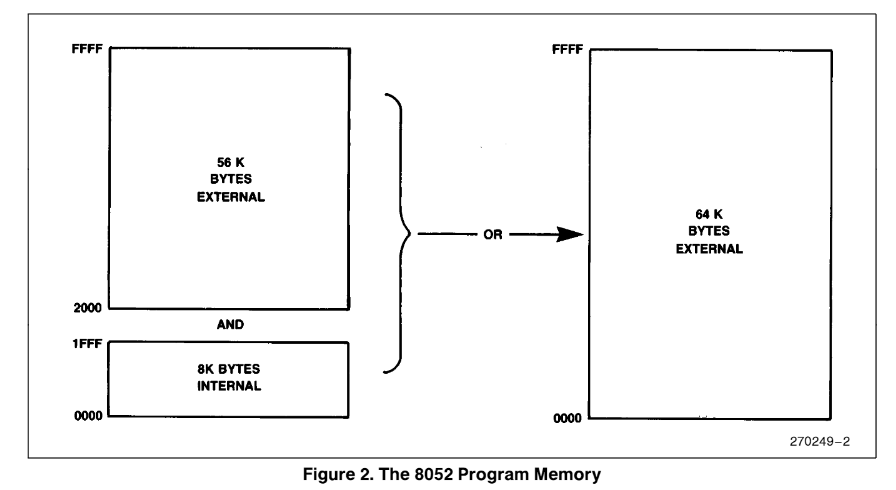 FFFF
56 K
BYTES
EXTERNAL
2000
AND
1FFF
8K BYTES
INTERNAL
0000
OR
FFFF
64 K
BYTES
EXTERNAL
0000
270249–2
Figure 2. The 8052 Program Memory